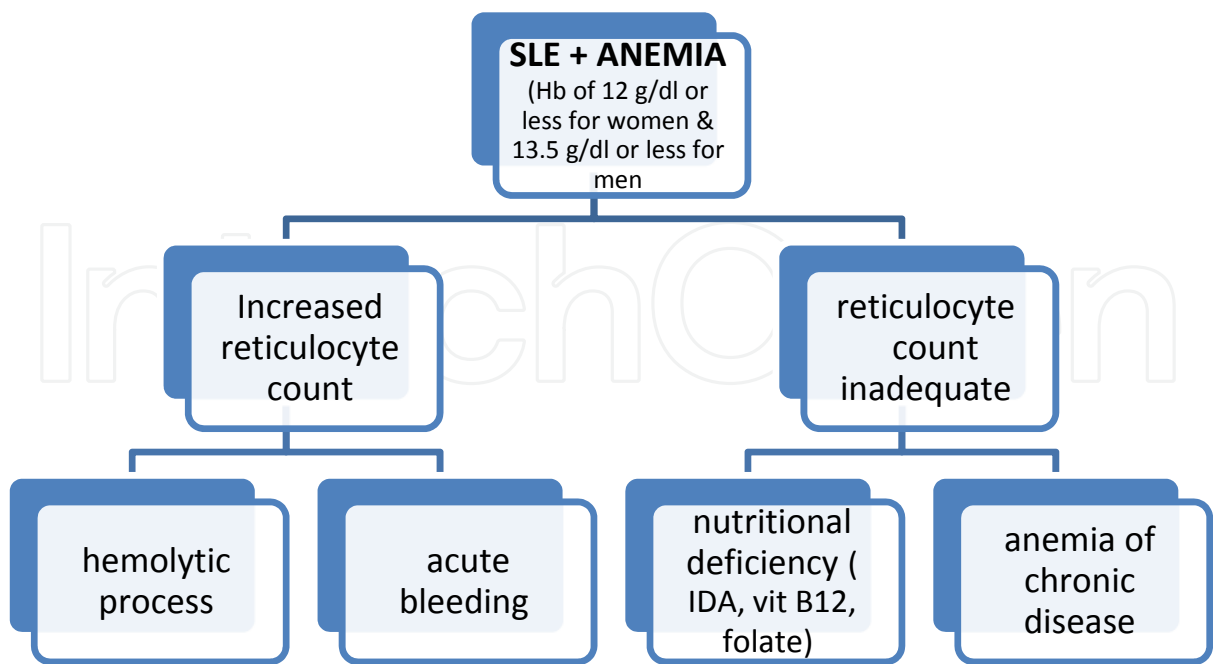 SLE + ANEMIA
(Hb of 12 g/dl or
less for women &
13.5 g/dl or less for
men
Increased
reticulocyte
count
reticulocyte
count
inadequate
hemolytic
process
acute
bleeding
nutritional
deficiency (
IDA, vit B12,
folate)
anemia of
chronic
disease